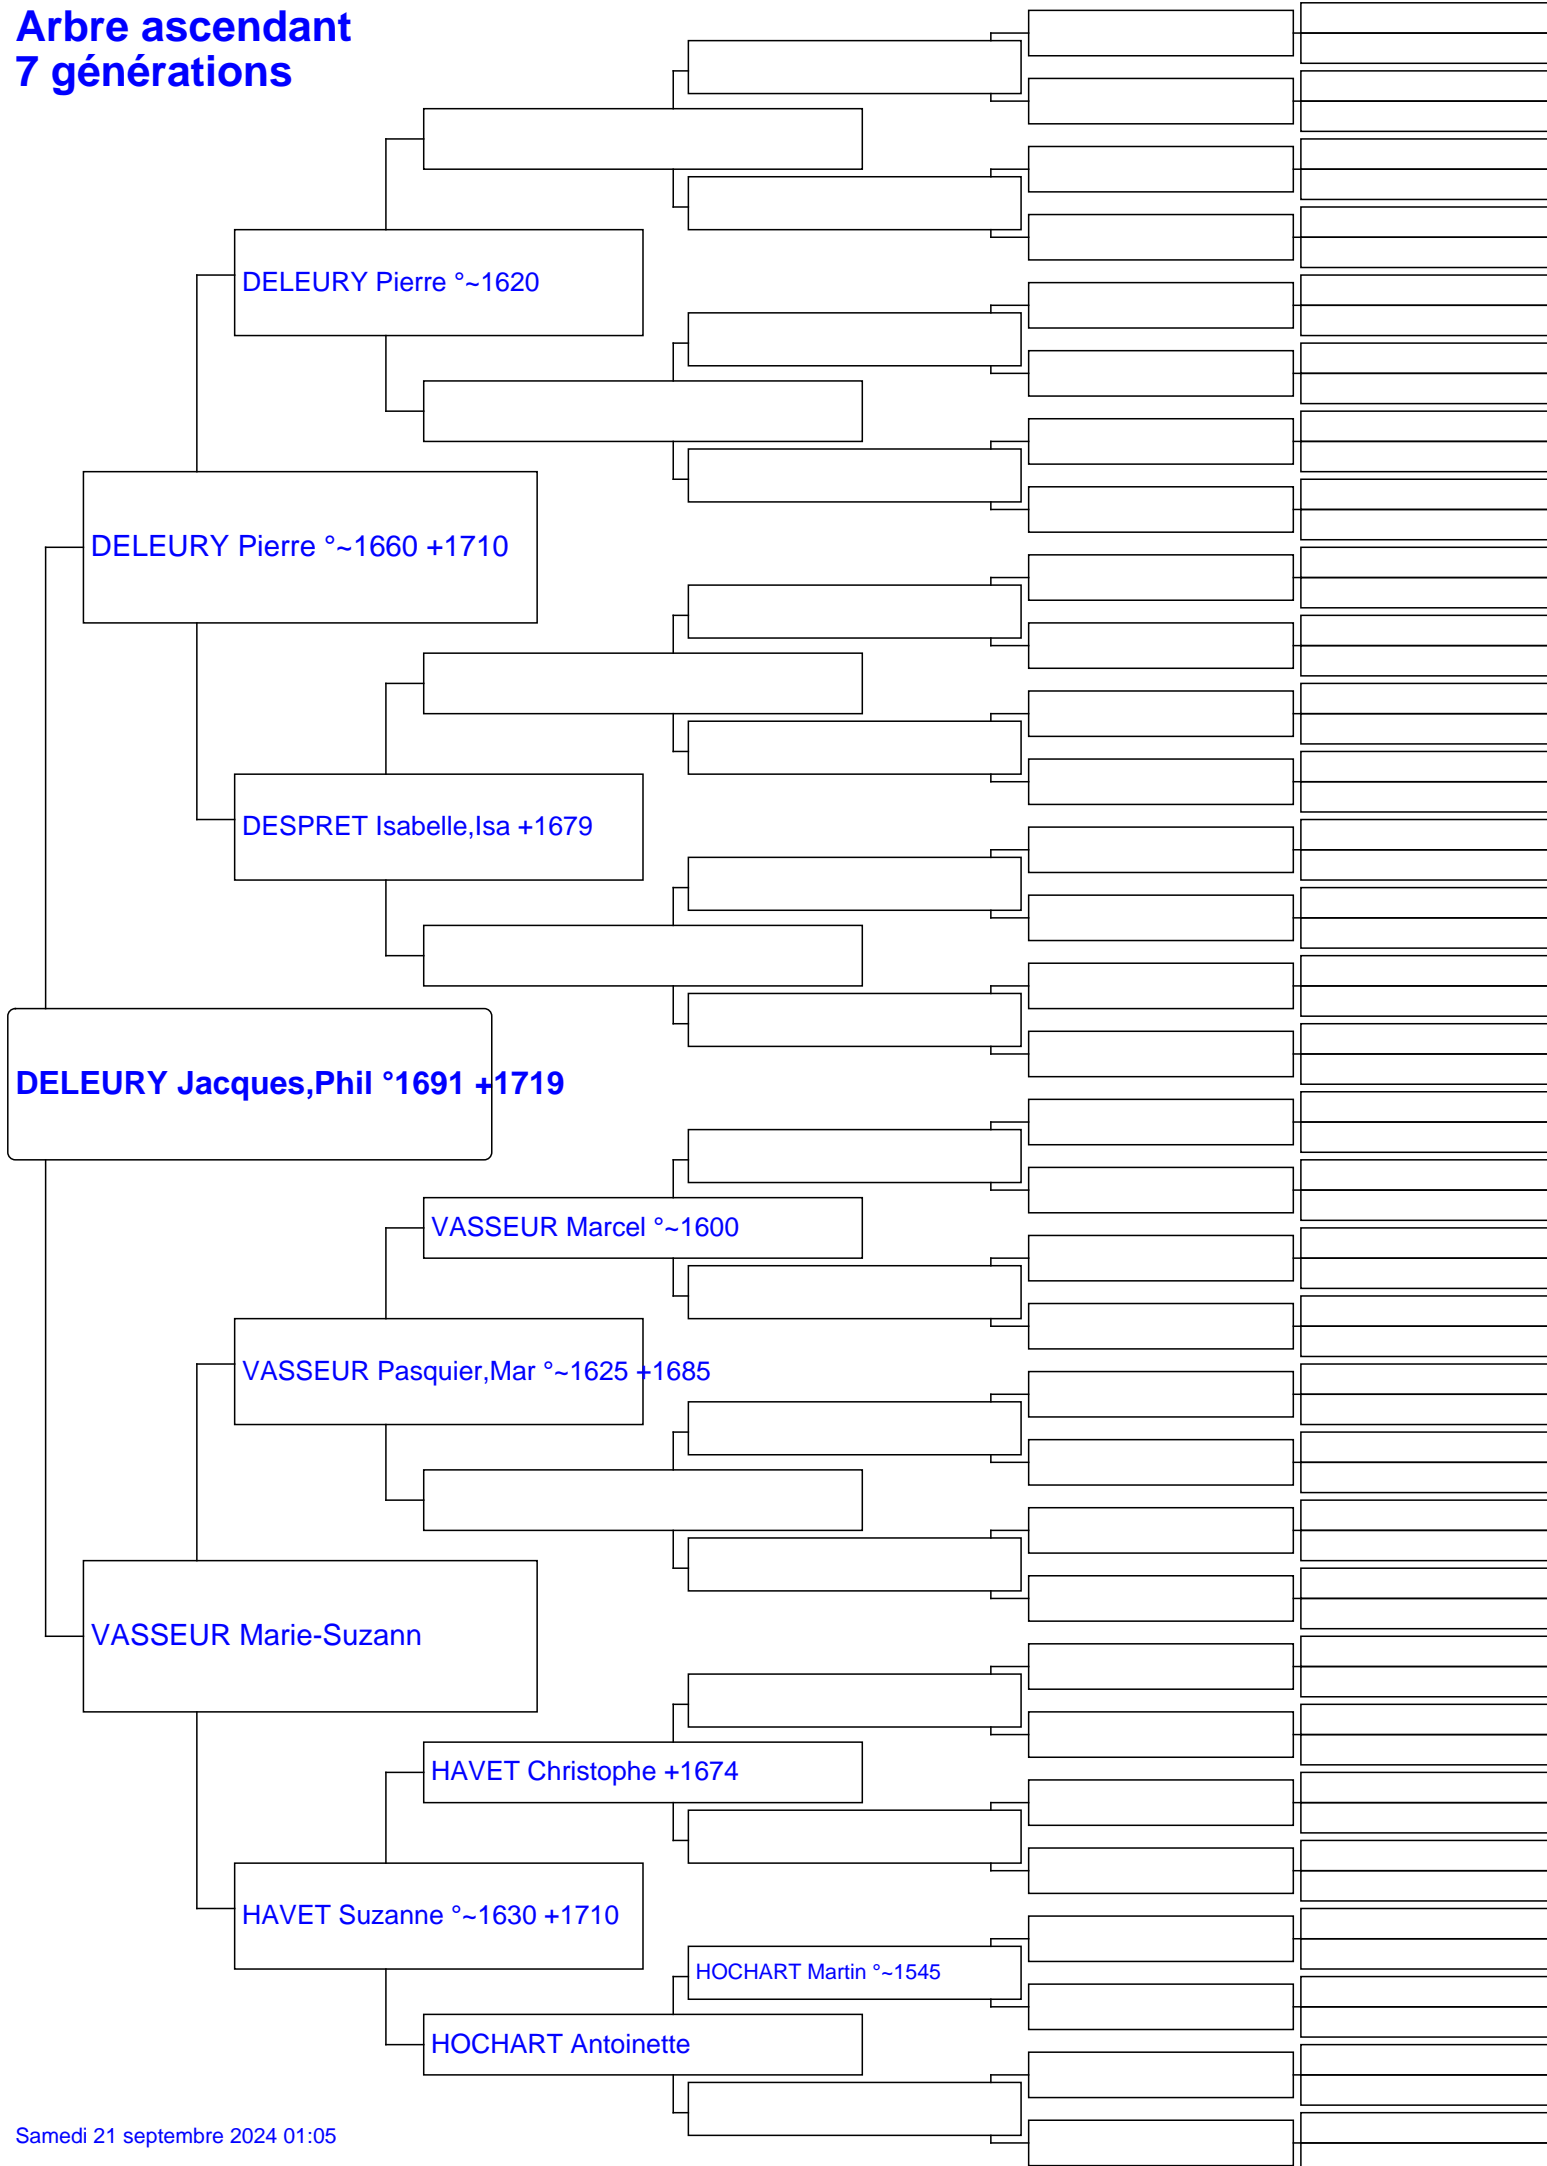 Arbre ascendant
7 générations
DELEURY Pierre °~1620
DELEURY Pierre °~1660 +1710
DESPRET Isabelle,Isa +1679
DELEURY Jacques,Phil °1691 +1719
VASSEUR Marcel °~1600
VASSEUR Pasquier,Mar °~1625 +1685
VASSEUR Marie-Suzann
HAVET Christophe +1674
HAVET Suzanne °~1630 +1710
HOCHART Martin °~1545
HOCHART Antoinette
Samedi 21 septembre 2024 01:05